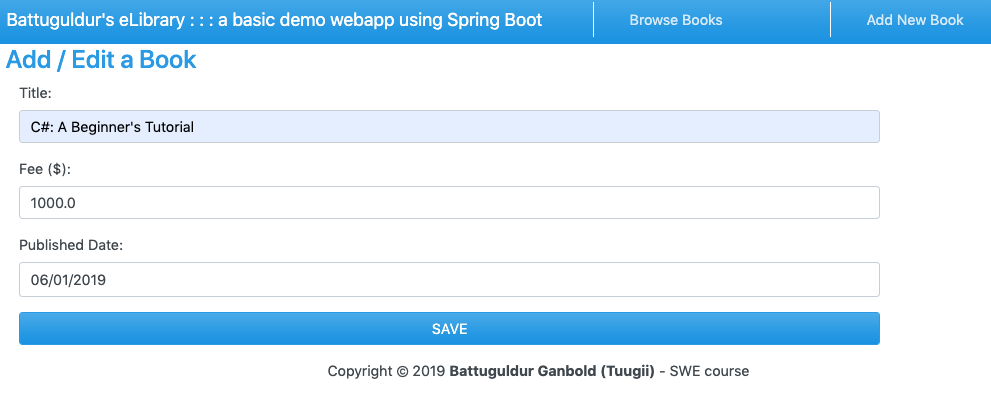 Battuguldur's eLibrary : : : a basic demo webapp using Spring Boot Browse Books Add New Book
Add / Edit a Book
Title:
C#: A Beginner's Tutorial
Fee ($):
1000.0
Published Date:
06/01/2019
SAVE
Copyright © 2019 Battuguldur Ganbold (Tuugii) - SWE course